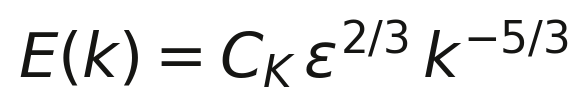 E(k) = C_K ε^{2/3} k^{−5/3}